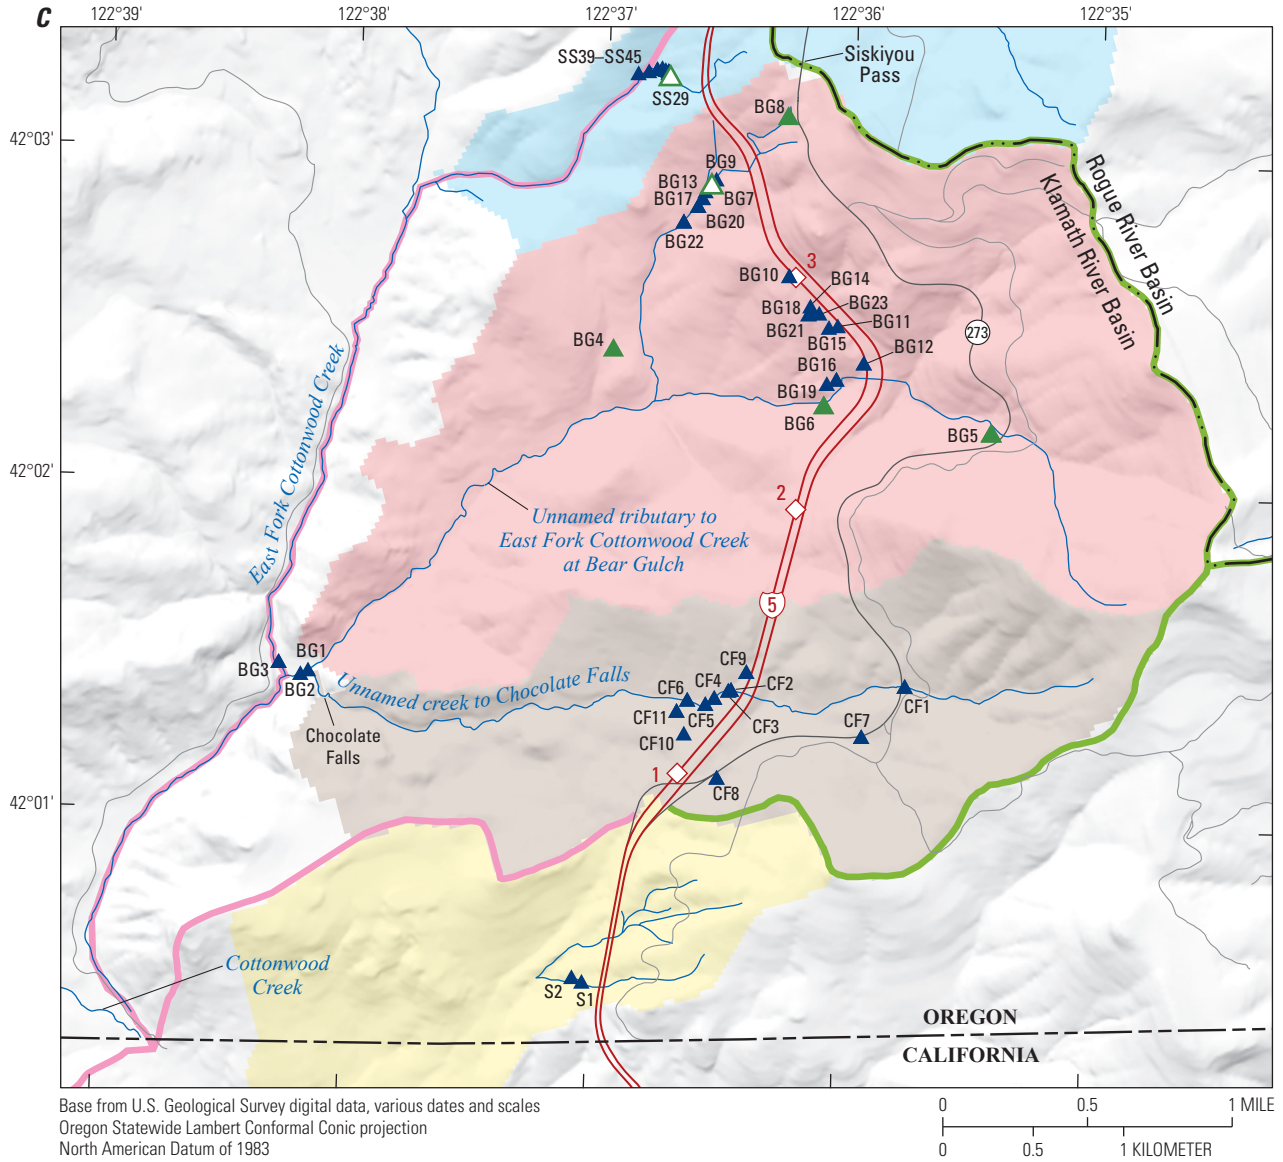 C
122°39'
122°38'
122°37'
122°36'
122°35'
SS39–SS45
SS29
Siskiyou
Pass
BG8
42°03'
BG9
BG13
BG17
BG7
BG20
BG22
Rogue River Basin
Klamath River Basin
3
BG10
BG14
BG18
BG23
BG21
BG11
BG15
273
BG4
BG12
BG16
BG19
BG6
BG5
East Fork Cottonwood Creek
42°02'
2
Unnamed tributary to
East Fork Cottonwood Creek
at Bear Gulch
5
BG1
BG3
BG2
Unnamed creek to Chocolate Falls
CF9
CF4
CF2
CF6
CF1
CF11
CF5
CF3
CF7
CF10
Chocolate
Falls
1
CF8
42°01'
Cottonwood
Creek
S2
S1
OREGON
CALIFORNIA
Base from U.S. Geological Survey digital data, various dates and scales
Oregon Statewide Lambert Conformal Conic projection
North American Datum of 1983
0
0.5
1 MILE
0
0.5
1 KILOMETER